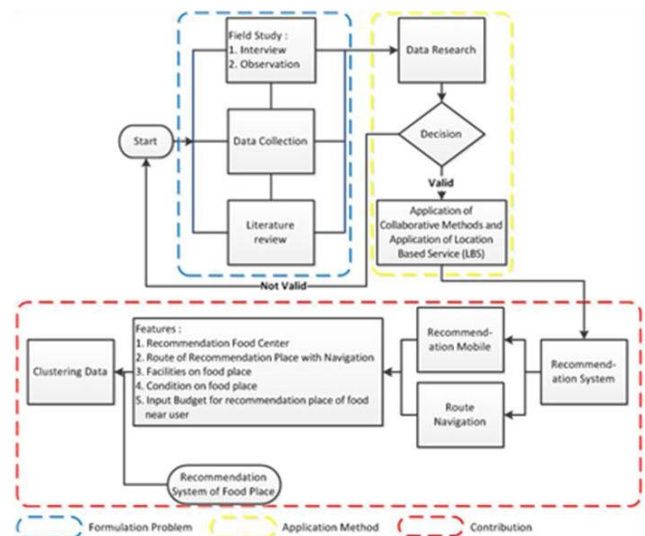 Field Study :
1. Interview
2. Observation
Data Research
Start
Data Collection
Decision
Valid
Literature
review
Application of
Collaborative Methods and
Application of Location
Based Service (LBS)
Not Valid
Clustering Data
Features :
1. Recommendation Food Center
2. Route of Recommendation Place with Navigation
3. Facilities on food place
4. Condition on food place
5. Input Budget for recommendation place of food
near user
Recommend-
ation Mobile
Route
Navigation
Recommend-
ation System
Recommendation
System of Food Place
Formulation Problem
Application Method
Contribution